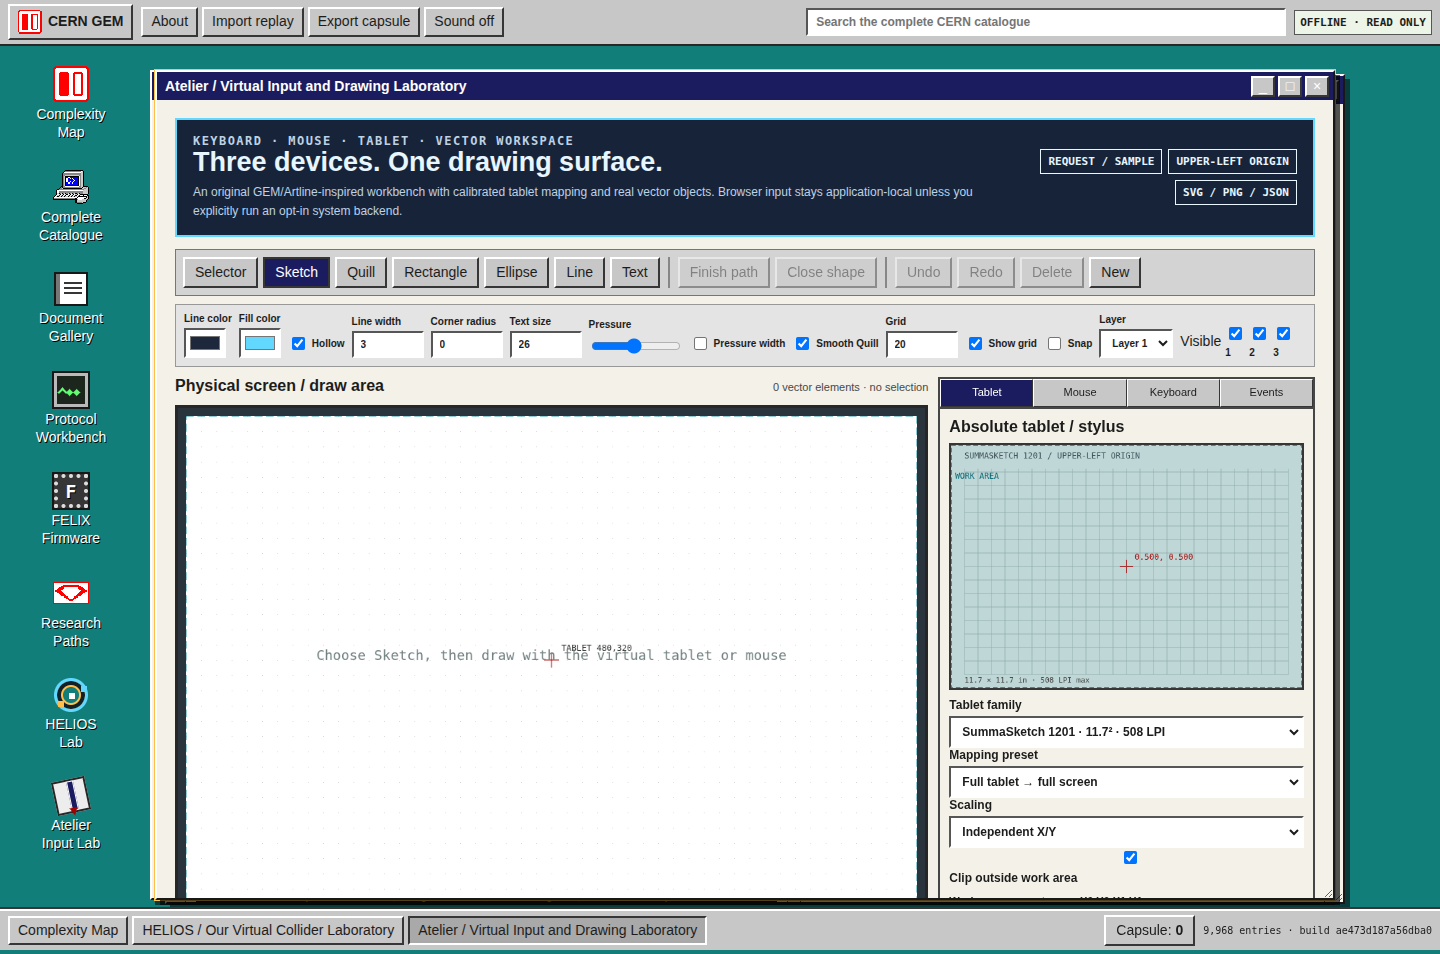 CERN GEM
About
Import replay
Export capsule
Sound off
Search the complete CERN catalogue
OFFLINE · READ ONLY
Complexity
Map
Complete
Catalogue
Document
Gallery
Protocol
Workbench
F
FELIX
Firmware
Research
Paths
HELIOS
Lab
Atelier
Input Lab
Atelier / Virtual Input and Drawing Laboratory
KEYBOARD · MOUSE · TABLET · VECTOR WORKSPACE
Three devices. One drawing surface.
An original GEM/Artline-inspired workbench with calibrated tablet mapping and real vector objects. Browser input stays application-local unless you
explicitly run an opt-in system backend.
REQUEST / SAMPLE
UPPER-LEFT ORIGIN
SVG / PNG / JSON
Selector
Sketch
Quill
Rectangle
Ellipse
Line
Text
Finish path
Close shape
Undo
Redo
Delete
New
Line color
Fill color
Hollow
Line width
3
Corner radius
0
Text size
26
Pressure
Pressure width
Smooth Quill
Grid
20
Show grid
Snap
Layer
Layer 1
Visible
1 2 3
Physical screen / draw area
0 vector elements · no selection
TABLET 480,320
Choose Sketch, then draw with the virtual tablet or mouse
Tablet
Mouse
Keyboard
Events
Absolute tablet / stylus
SUMMASKETCH 1201 / UPPER-LEFT ORIGIN
WORK AREA
0.500, 0.500
11.7 × 11.7 in · 508 LPI max
Tablet family
SummaSketch 1201 · 11.7² · 508 LPI
Mapping preset
Full tablet → full screen
Scaling
Independent X/Y
Clip outside work area
Complexity Map
HELIOS / Our Virtual Collider Laboratory
Atelier / Virtual Input and Drawing Laboratory
Capsule: 0
9,968 entries · build ae473d187a56dba0